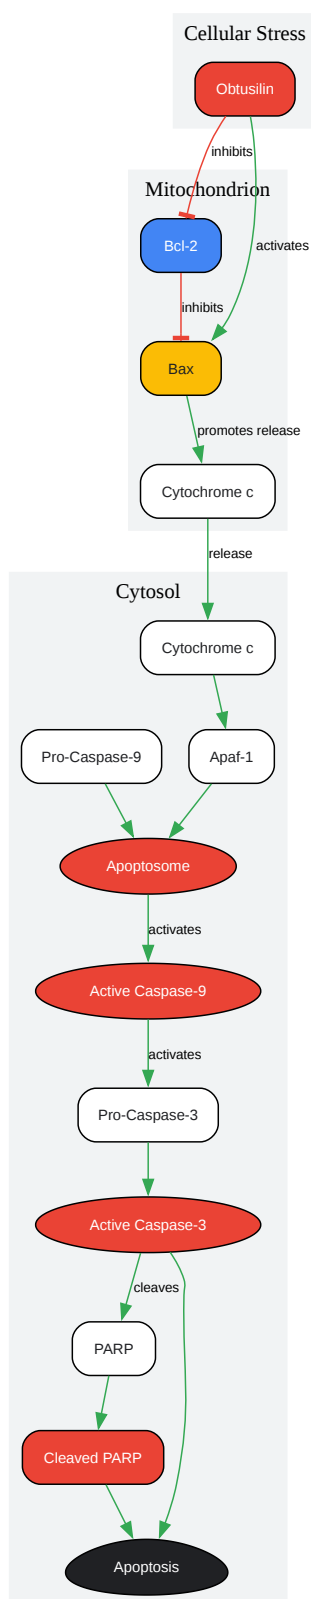 Cellular Stress
Obtusilin
inhibits
Mitochondrion
Bcl-2
activates
inhibits
Bax
promotes release
Cytochrome c
release
Cytosol
Cytochrome c
Pro-Caspase-9
Apaf-1
Apoptosome
activates
Active Caspase-9
activates
Pro-Caspase-3
Active Caspase-3
cleaves
PARP
Cleaved PARP
Apoptosis